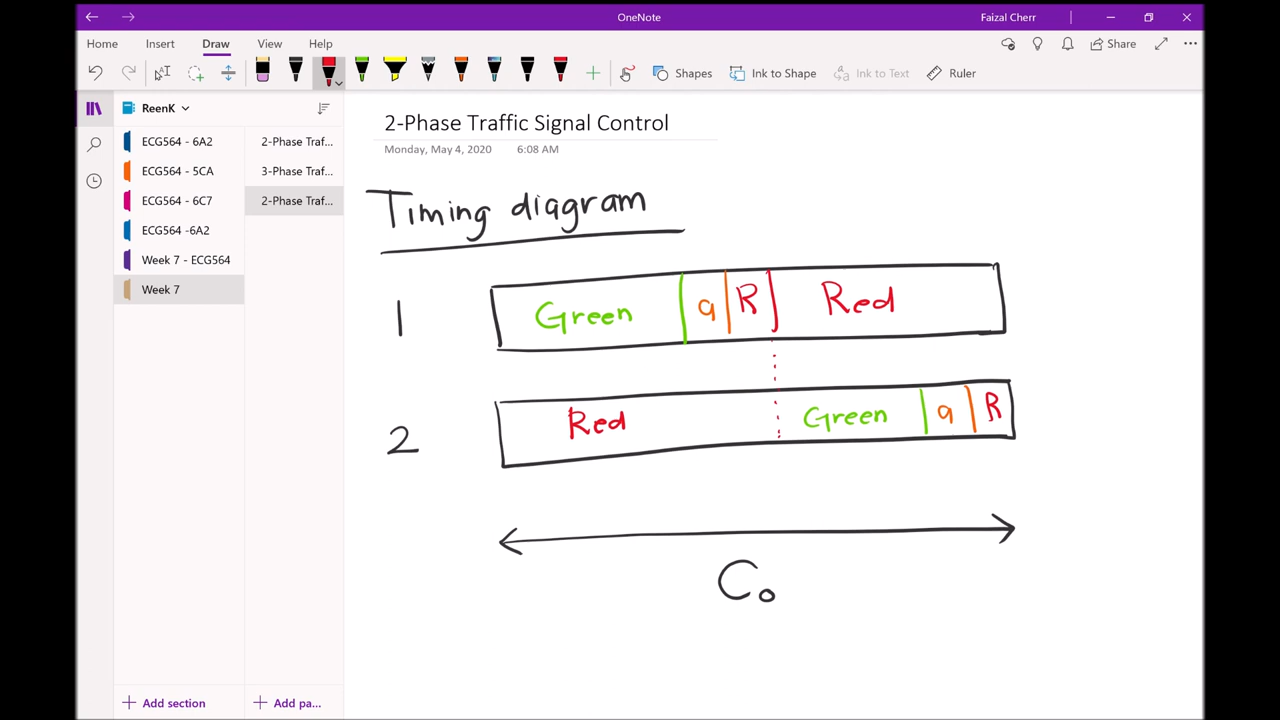 OneNote
Faizal Cherr
Home Insert Draw View Help
Share
Shapes Ink to Shape Ink to Text Ruler
ReenK
ECG564 - 6A2
ECG564 - 5CA
ECG564 - 6C7
ECG564 -6A2
Week 7 - ECG564
Week 7
2-Phase Traf...
3-Phase Traf...
2-Phase Traf...
2-Phase Traffic Signal Control
Monday, May 4, 2020 6:08 AM
Timing diagram
1 Green a R Red
2 Red Green a R
Co
Add section
Add pa...